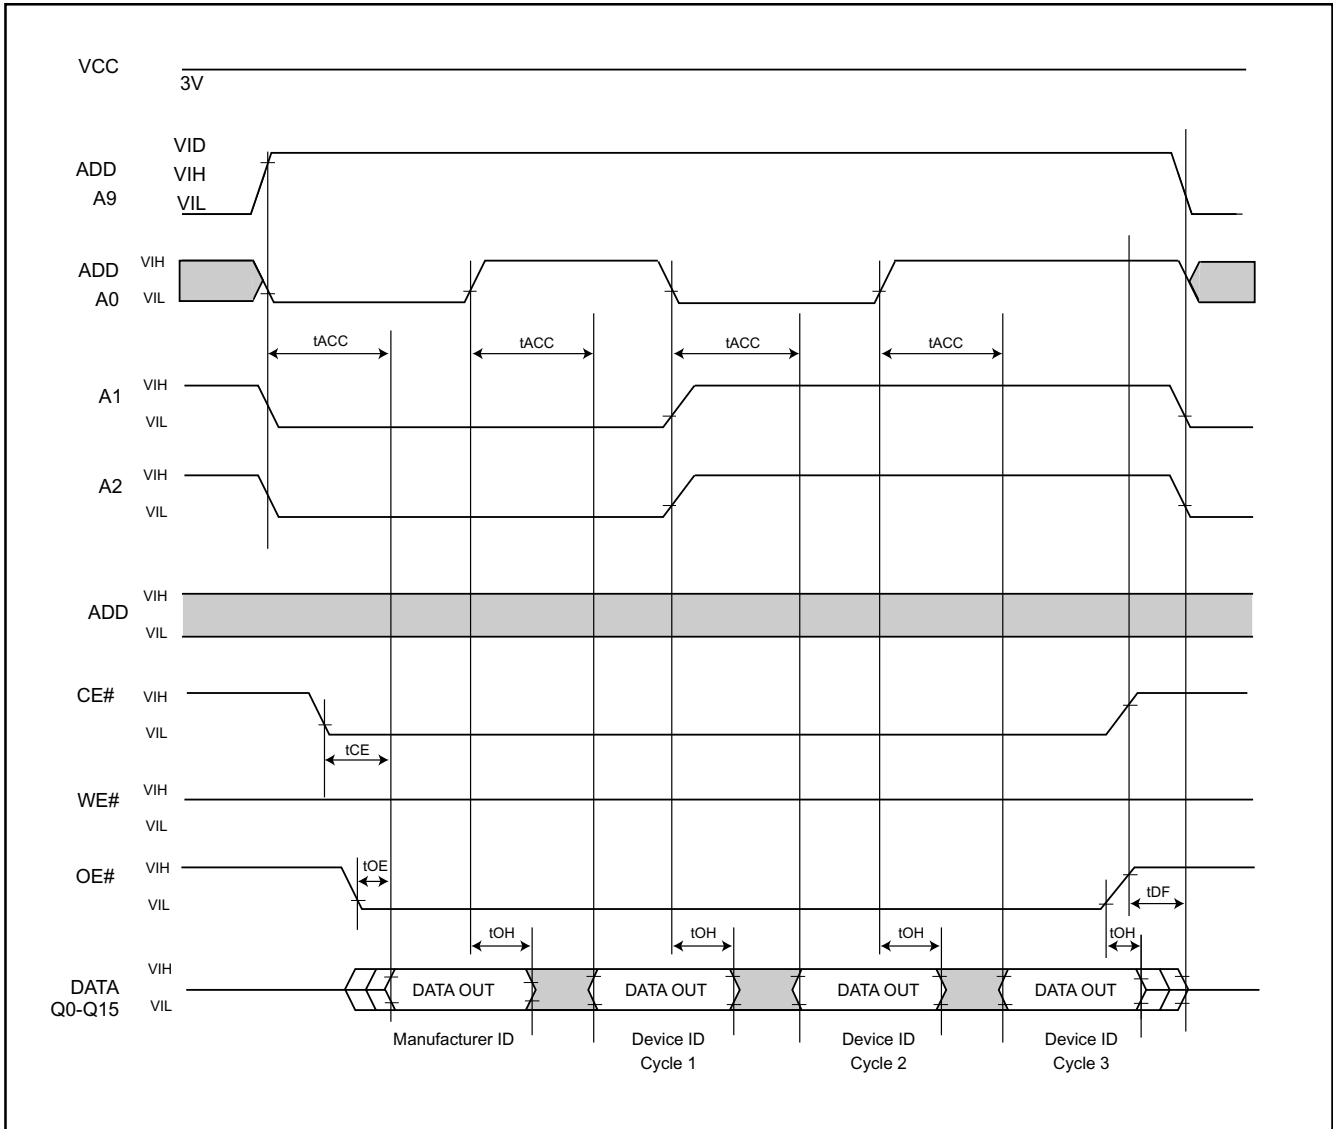 VCC
3V
VID
ADD
VIH
A9
VIL
ADD
VIH
A0
VIL
tACC tACC tACC tACC
A1
VIH
VIL
A2
VIH
VIL
ADD
VIH
VIL
CE#
VIH
VIL
tCE
WE#
VIH
VIL
OE#
VIH
tOE
VIL
tDF
tOH tOH tOH tOH
VIH
DATA
DATA OUT DATA OUT DATA OUT DATA OUT
Q0-Q15
VIL
Manufacturer ID Device ID Device ID Device ID
Cycle 1 Cycle 2 Cycle 3